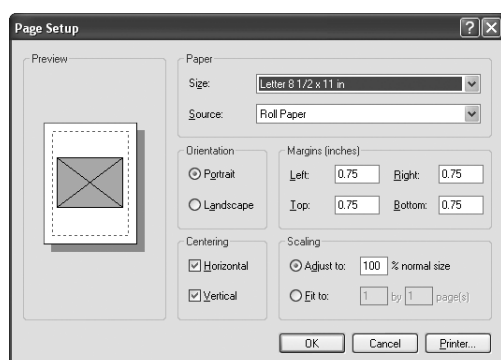 Page Setup
Preview
Paper
Size: Letter 8 1/2 x 11 in
Source: Roll Paper
Orientation
Portrait
Landscape
Margins (inches)
Left: 0.75 Right: 0.75
Top: 0.75 Bottom: 0.75
Centering
Horizontal
Vertical
Scaling
Adjust to: 100 % normal size
Fit to: 1 by 1 page(s)
OK Cancel Printer...